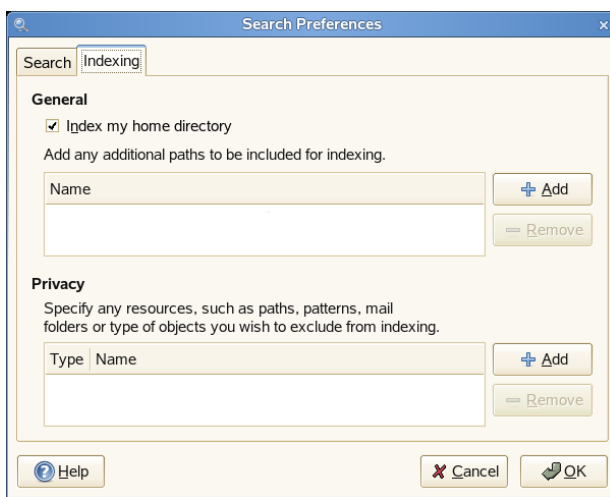 Search Preferences
Search Indexing
General
Index my home directory
Add any additional paths to be included for indexing.
Name
Add
Remove
Privacy
Specify any resources, such as paths, patterns, mail
folders or type of objects you wish to exclude from indexing.
Type Name
Add
Remove
Help Cancel OK